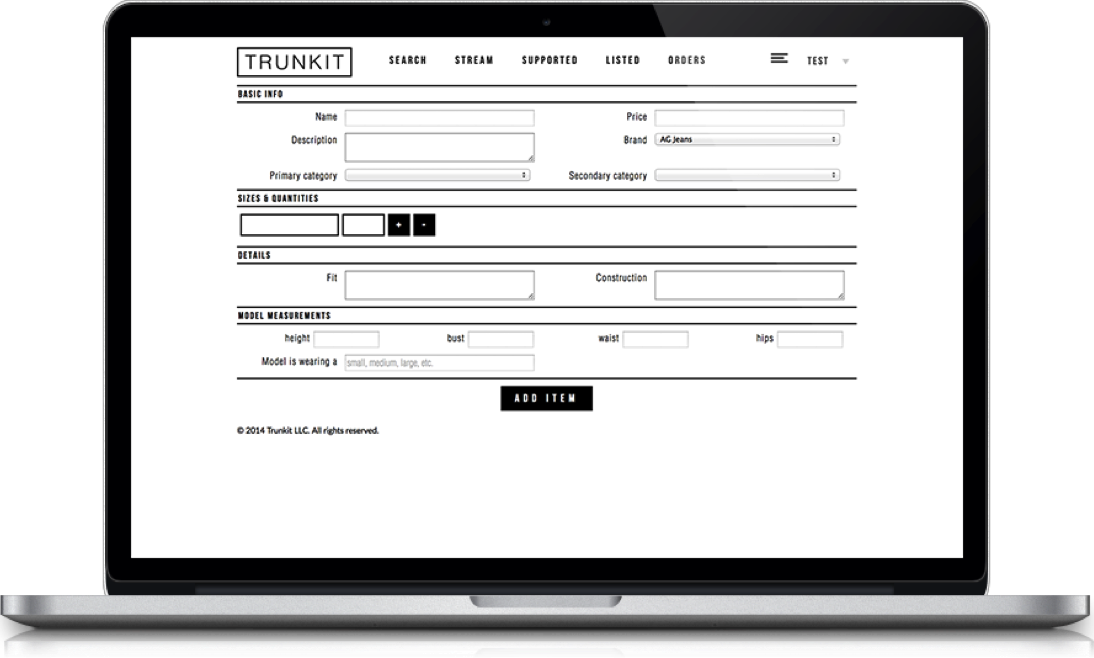 TRUNKIT SEARCH STREAM SUPPORTED LISTED ORDERS TEST
BASIC INFO
Name Price
Description Brand AG Jeans
Primary category Secondary category
SIZES & QUANTITIES
+ -
DETAILS
Fit Construction
MODEL MEASUREMENTS
height bust waist hips
Model is wearing a small, medium, large, etc.
ADD ITEM
© 2014 Trunkit LLC. All rights reserved.